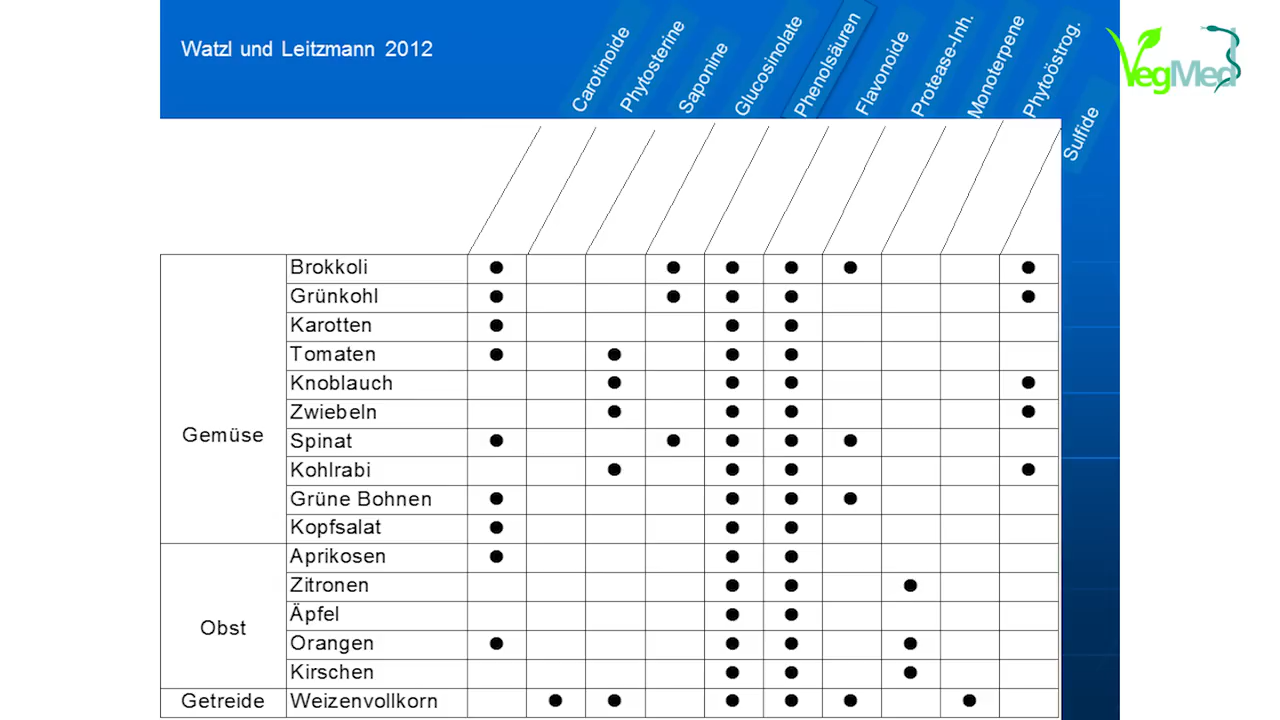 Watzl und Leitzmann 2012
Carotinoide
Phytosterine
Saponine
Glucosinolate
Phenolsäuren
Flavonoide
Protease-Inh.
Monoterpene
Phytoöstrog.
Sulfide
VegMed
Gemüse
Brokkoli
Grünkohl
Karotten
Tomaten
Knoblauch
Zwiebeln
Spinat
Kohlrabi
Grüne Bohnen
Kopfsalat
Obst
Aprikosen
Zitronen
Äpfel
Orangen
Kirschen
Getreide
Weizenvollkorn